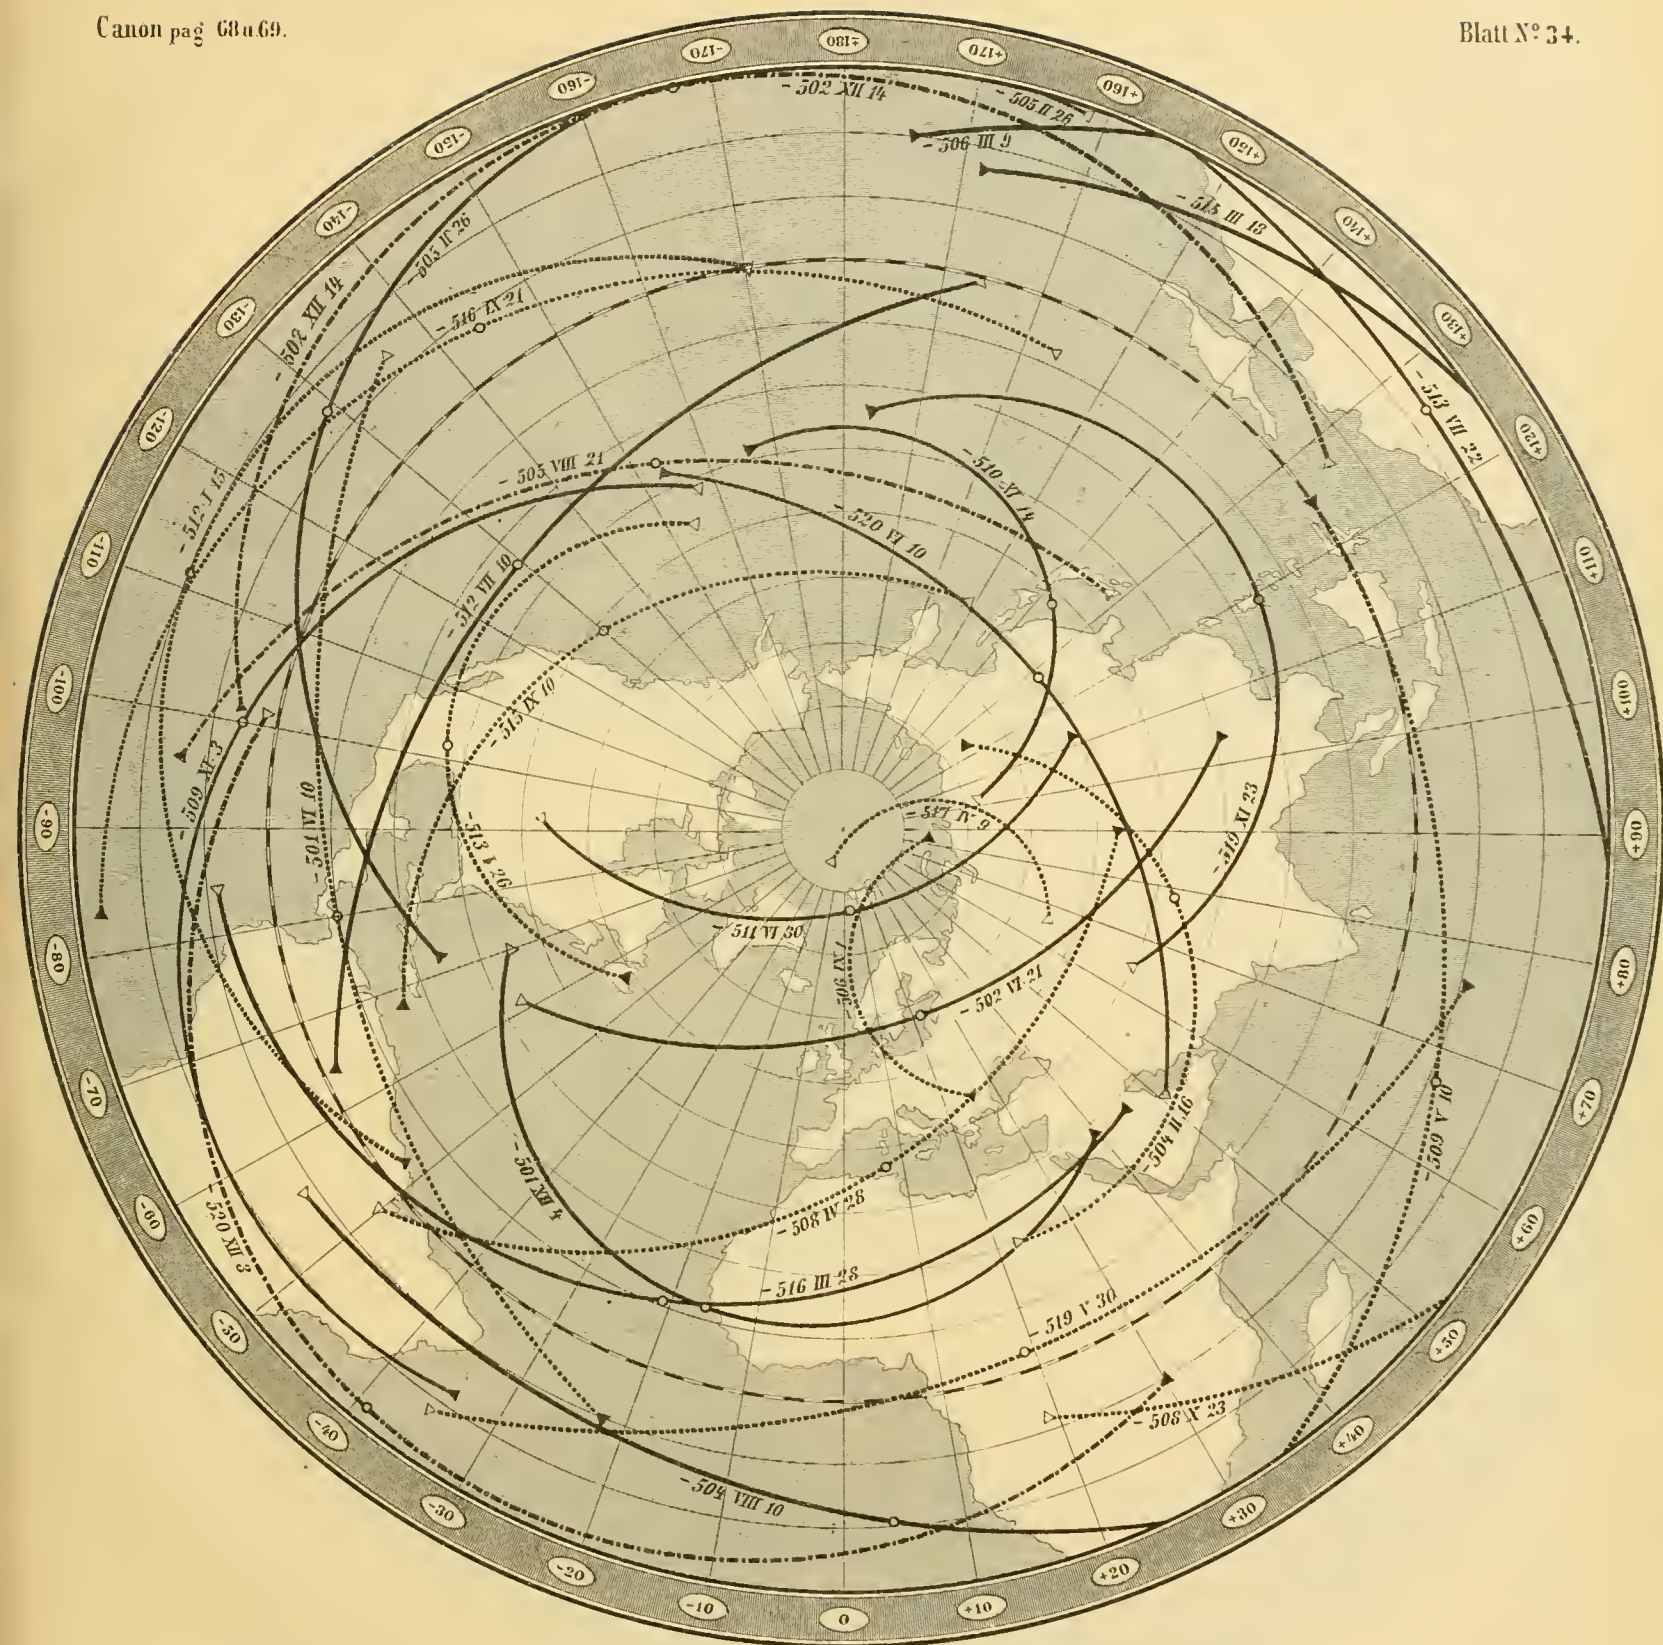 Canon pag 68 u. 69.
Blatt Nº 34.
±180
+170
+160
+150
+140
+130
+120
+110
+100
+90
+80
+70
+60
+50
+40
+30
+20
+10
0
-10
-20
-30
-40
-50
-60
-70
-80
-90
-100
-110
-120
-130
-140
-150
-160
-170
- 502 XII 14
- 505 II 26
- 506 III 9
- 515 III 18
- 505 II 26
- 502 XII 14
- 516 IX 21
- 513 VII 22
- 512 I 15
- 505 VIII 21
- 510 XI 14
- 520 VI 10
- 512 VII 10
- 515 IX 10
- 509 XI 3
- 501 VI 10
- 513 I 26
- 517 IV 9
- 519 XI 23
- 511 VI 30
- 502 VI 21
- 504 II 16
- 509 V 10
- 501 XII 4
- 508 IV 28
- 520 XII 3
- 516 III 28
- 519 V 30
- 508 X 23
- 504 VIII 10